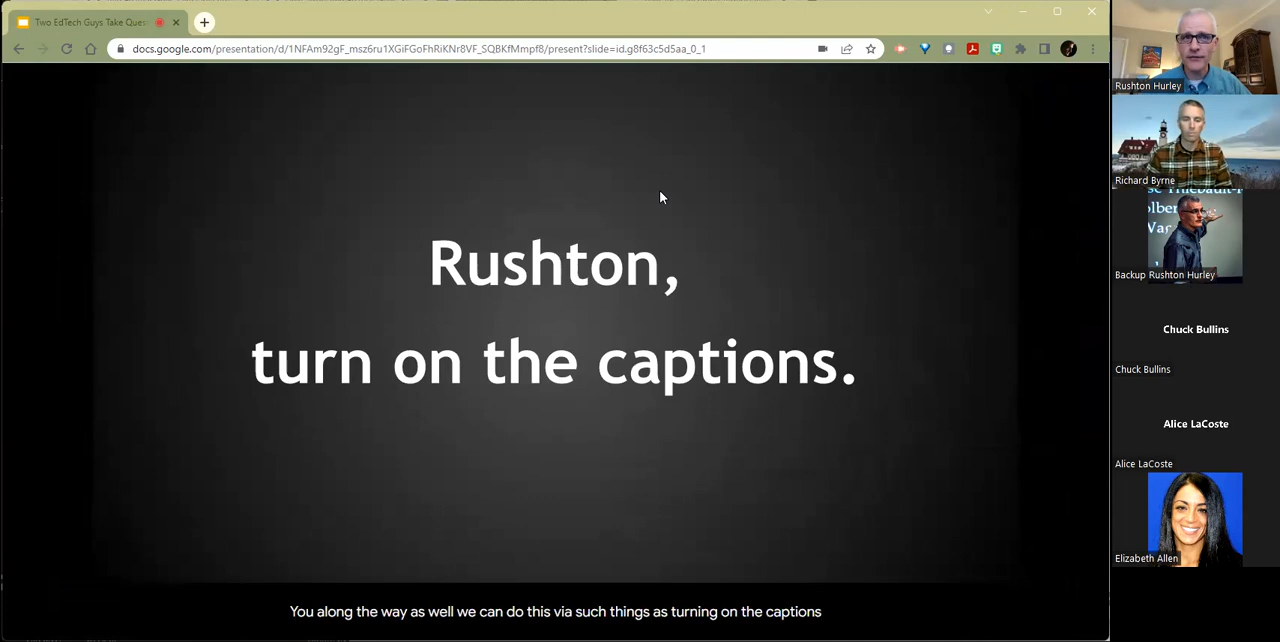 Two EdTech Guys Take Quest
docs.google.com/presentation/d/1NFAm92gF_msz6ru1XGiFGoFhRiKNr8VF_SQbKfMmpf8/present?slide=id.g8f63c5d5aa_0_1
Rushton,
turn on the captions.
You along the way as well we can do this via such things as turning on the captions
Rushton Hurley
Richard Byrne
Backup Rushton Hurley
Chuck Bullins
Chuck Bullins
Alice LaCoste
Alice LaCoste
Elizabeth Allen